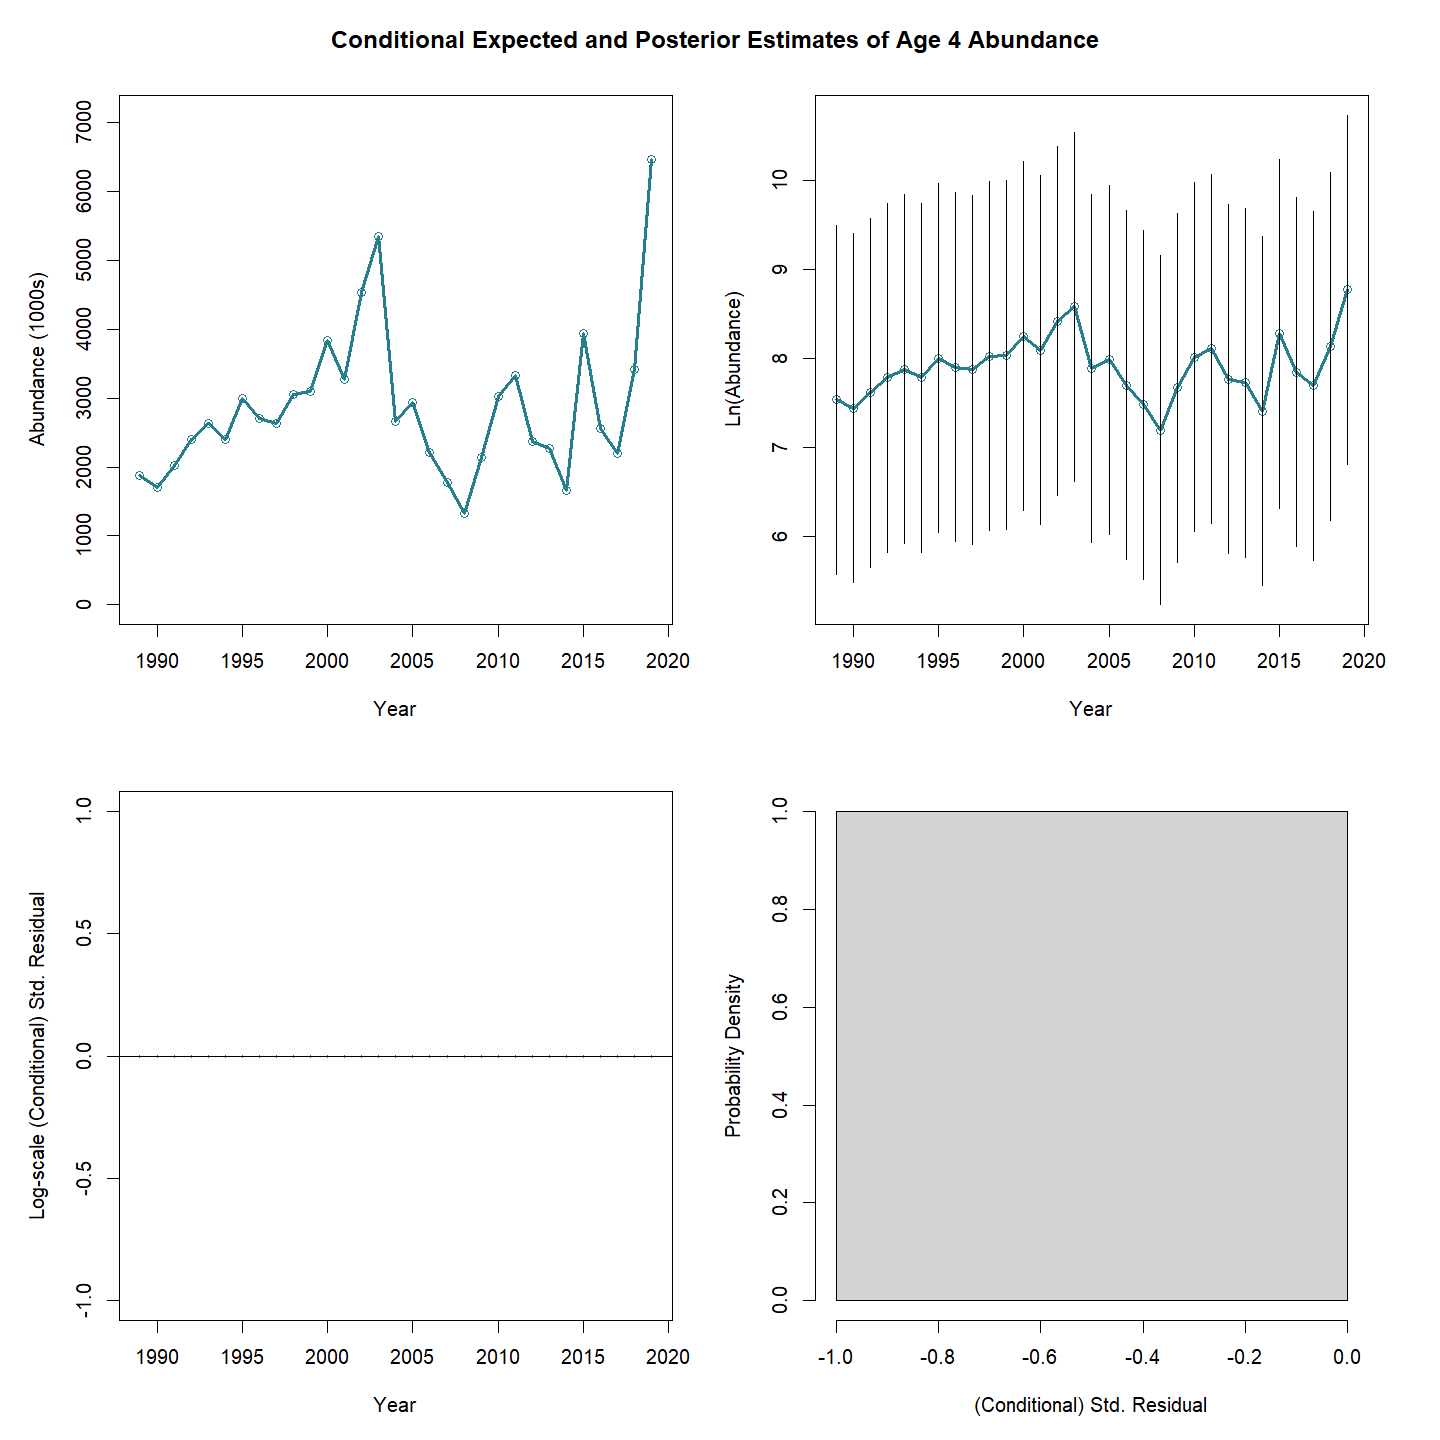 Conditional Expected and Posterior Estimates of Age 4 Abundance
Abundance (1000s)
7000
6000
5000
4000
3000
2000
1000
0
1990 1995 2000 2005 2010 2015 2020
Year
Ln(Abundance)
10
9
8
7
6
1990 1995 2000 2005 2010 2015 2020
Year
Log-scale (Conditional) Std. Residual
1.0
0.5
0.0
-0.5
-1.0
1990 1995 2000 2005 2010 2015 2020
Year
Probability Density
1.0
0.8
0.6
0.4
0.2
0.0
-1.0 -0.8 -0.6 -0.4 -0.2 0.0
(Conditional) Std. Residual